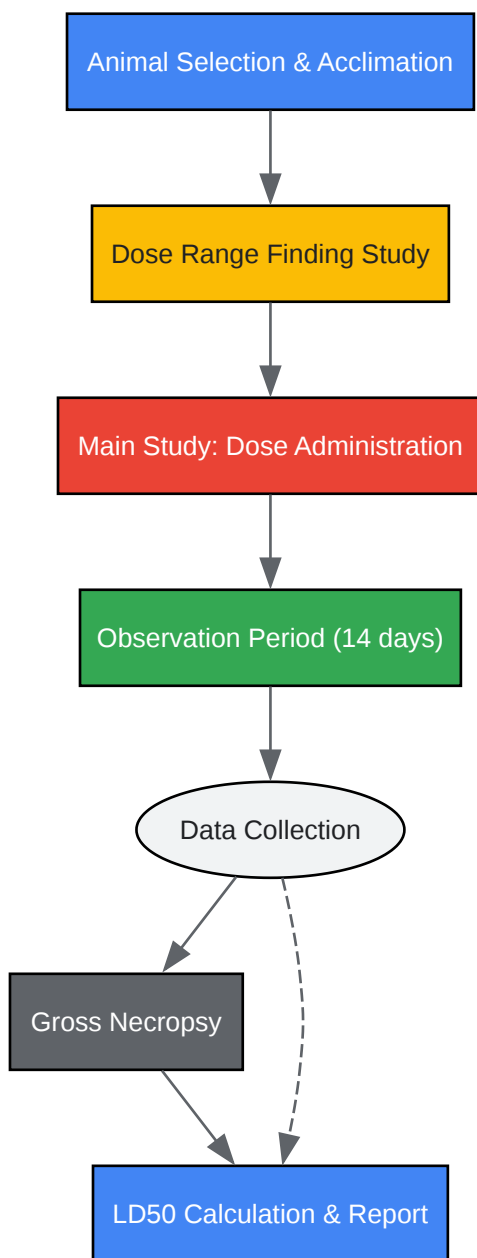 Animal Selection & Acclimation
Dose Range Finding Study
Main Study: Dose Administration
Observation Period (14 days)
Data Collection
Gross Necropsy
LD50 Calculation & Report